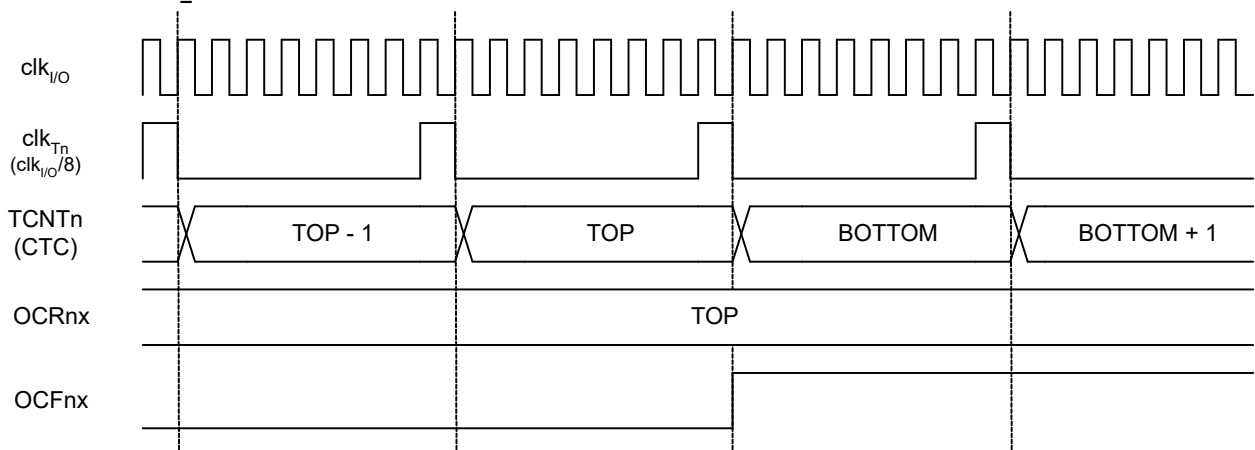 clkI/O
clkTn
(clkI/O/8)
TCNTn
(CTC)
TOP - 1
TOP
BOTTOM
BOTTOM + 1
OCRnx
TOP
OCFnx